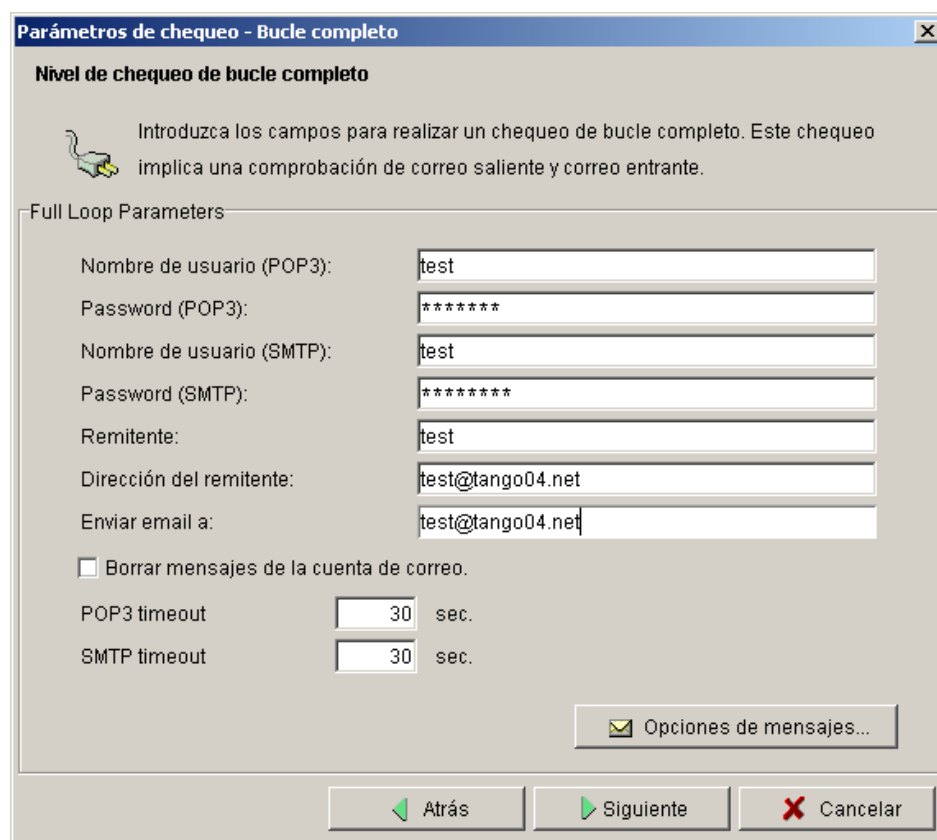 Parámetros de chequeo - Bucle completo
Nivel de chequeo de bucle completo
Introduzca los campos para realizar un chequeo de bucle completo. Este chequeo
implica una comprobación de correo saliente y correo entrante.
Full Loop Parameters
Nombre de usuario (POP3): test
Password (POP3): *******
Nombre de usuario (SMTP): test
Password (SMTP): ********
Remitente: test
Dirección del remitente: test@tango04.net
Enviar email a: test@tango04.net
Borrar mensajes de la cuenta de correo.
POP3 timeout 30 sec.
SMTP timeout 30 sec.
Opciones de mensajes...
Atrás Siguiente Cancelar